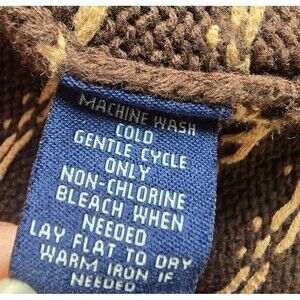 MACHINE WASH
COLD
GENTLE CYCLE
ONLY
NON-CHLORINE
BLEACH WHEN
NEEDED
LAY FLAT TO DRY
WARM IRON IF
NEEDED